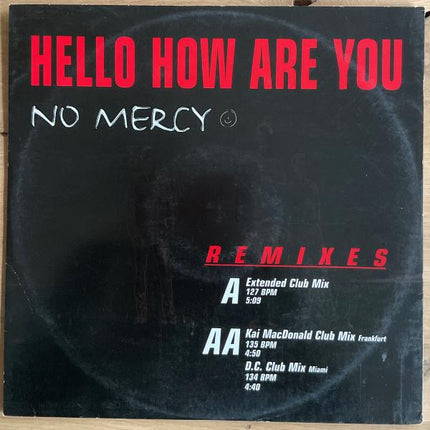 HELLO HOW ARE YOU
NO MERCY
REMIXES
A Extended Club Mix
127 BPM
5:09
AA Kai MacDonald Club Mix Frankfurt
135 BPM
4:50
D.C. Club Mix Miami
134 BPM
4:40